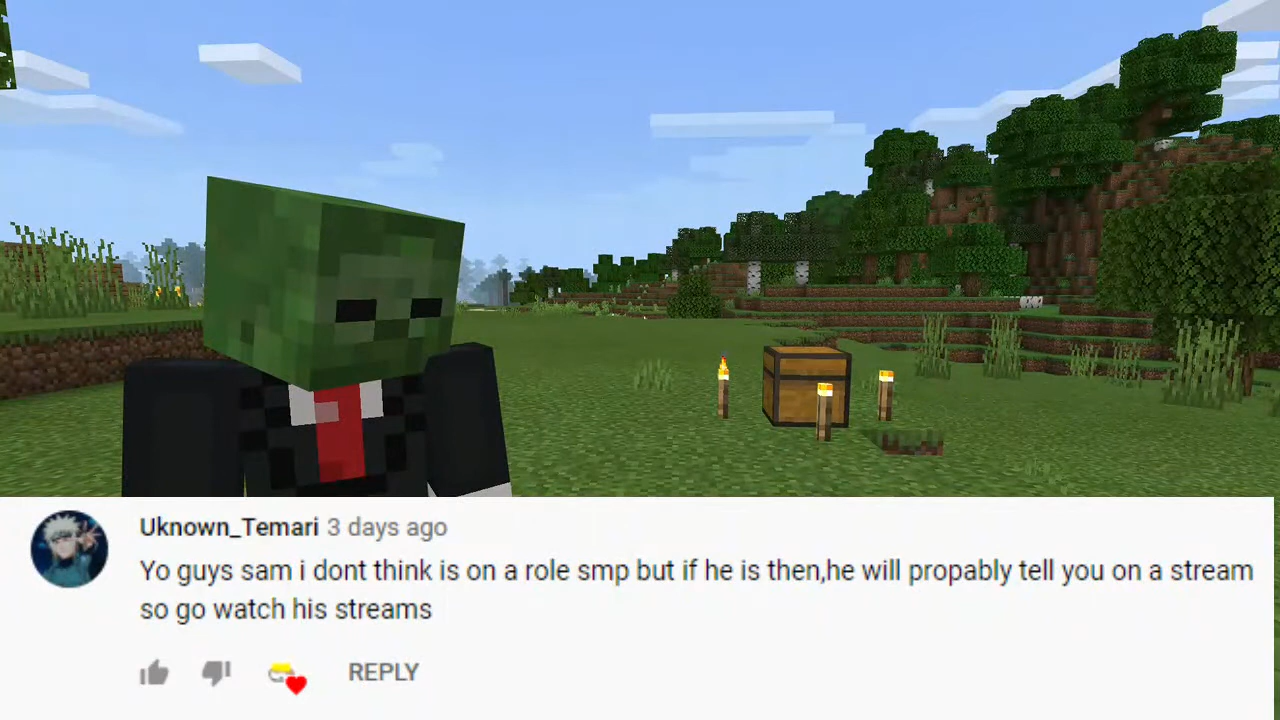 Uknown_Temari 3 days ago
Yo guys sam i dont think is on a role smp but if he is then,he will propably tell you on a stream
so go watch his streams
REPLY